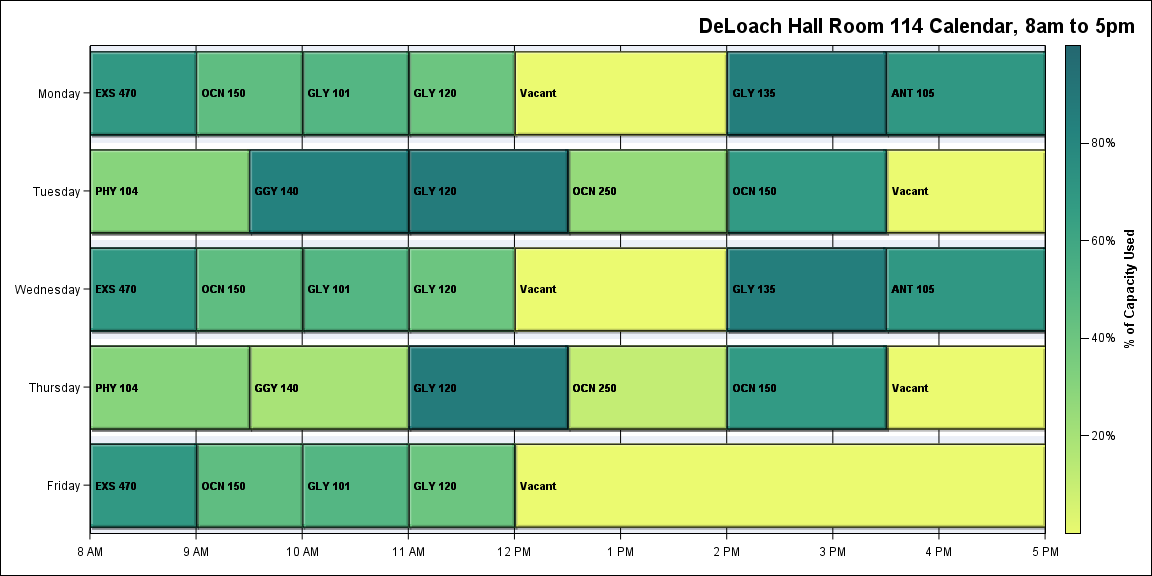 DeLoach Hall Room 114 Calendar, 8am to 5pm
Monday EXS 470 OCN 150 GLY 101 GLY 120 Vacant GLY 135 ANT 105
Tuesday PHY 104 GGY 140 GLY 120 OCN 250 OCN 150 Vacant
Wednesday EXS 470 OCN 150 GLY 101 GLY 120 Vacant GLY 135 ANT 105
Thursday PHY 104 GGY 140 GLY 120 OCN 250 OCN 150 Vacant
Friday EXS 470 OCN 150 GLY 101 GLY 120 Vacant
8 AM 9 AM 10 AM 11 AM 12 PM 1 PM 2 PM 3 PM 4 PM 5 PM
80%
60%
40%
20%
% of Capacity Used